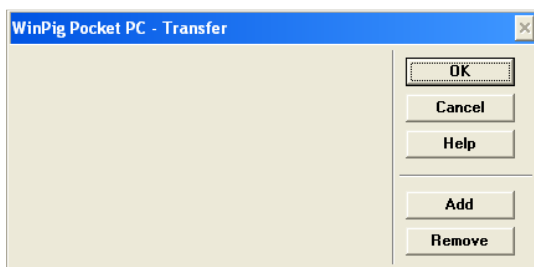 WinPig Pocket PC - Transfer
OK
Cancel
Help
Add
Remove